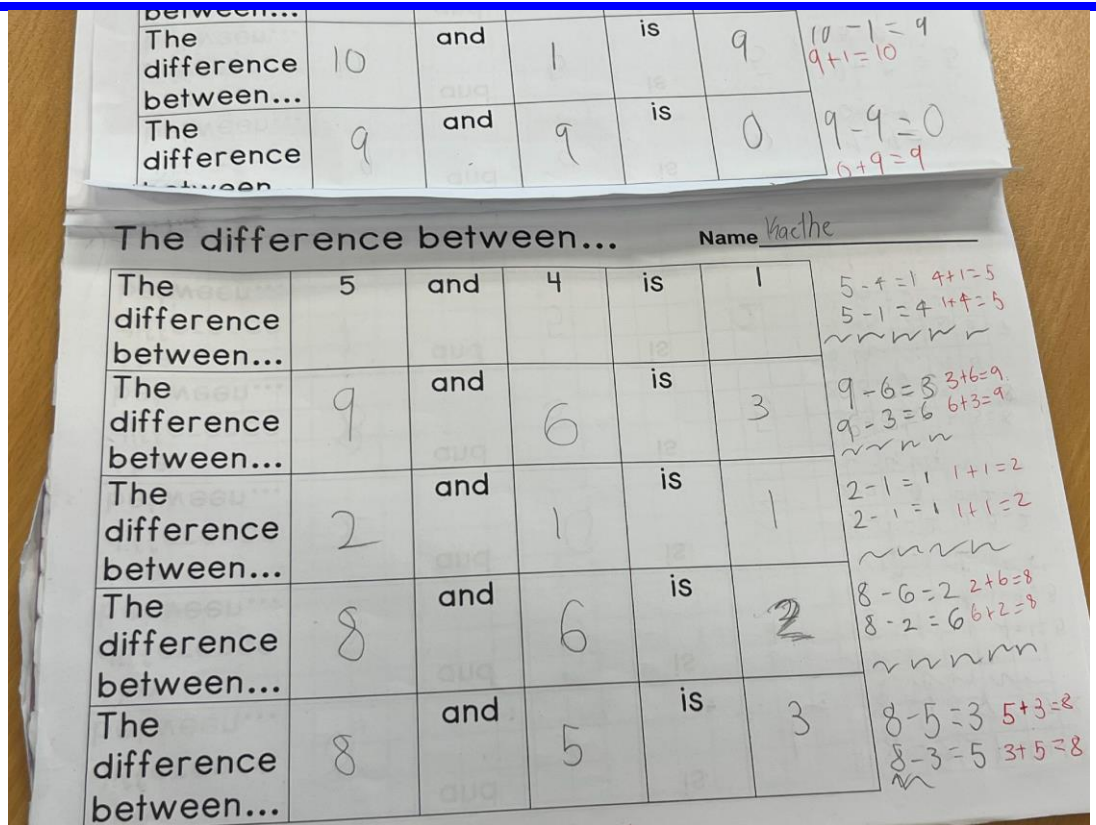 between...
The difference between... 10 and 1 is 9 10 - 1 = 9
9+1=10
The difference between... 9 and 9 is 0 9 - 9 = 0
0+9=9
The difference between... Name
The difference between... 5 and 4 is 1 5 - 4 = 1 4+1=5
5 - 1 = 4 1+4=5
The difference between... 9 and 6 is 3 9 - 6 = 3 3+6=9
9 - 3 = 6 6+3=9
The difference between... 2 and 1 is 1 2 - 1 = 1 1+1=2
2 - 1 = 1 1+1=2
The difference between... 8 and 6 is 2 8 - 6 = 2 2+6=8
8 - 2 = 6 6+2=8
The difference between... 8 and 5 is 3 8 - 5 = 3 5+3=8
8 - 3 = 5 3+5=8